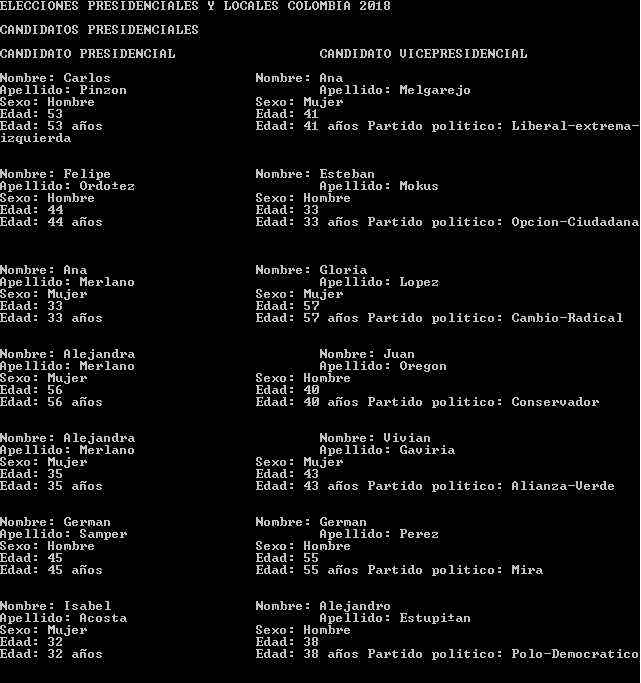 ELECCIONES PRESIDENCIALES Y LOCALES COLOMBIA 2018
CANDIDATOS PRESIDENCIALES
CANDIDATO PRESIDENCIAL CANDIDATO VICEPRESIDENCIAL
Nombre: Carlos Nombre: Ana
Apellido: Pinzon Apellido: Melgarejo
Sexo: Hombre Sexo: Mujer
Edad: 53 Edad: 41
Edad: 53 años Edad: 41 años Partido politico: Liberal-extrema-
izquierda
Nombre: Felipe Nombre: Esteban
Apellido: Ordo±ez Apellido: Mokus
Sexo: Hombre Sexo: Hombre
Edad: 44 Edad: 33
Edad: 44 años Edad: 33 años Partido politico: Opcion-Ciudadana
Nombre: Ana Nombre: Gloria
Apellido: Merlano Apellido: Lopez
Sexo: Mujer Sexo: Mujer
Edad: 33 Edad: 57
Edad: 33 años Edad: 57 años Partido politico: Cambio-Radical
Nombre: Alejandra Nombre: Juan
Apellido: Merlano Apellido: Oregon
Sexo: Mujer Sexo: Hombre
Edad: 56 Edad: 40
Edad: 56 años Edad: 40 años Partido politico: Conservador
Nombre: Alejandra Nombre: Vivian
Apellido: Merlano Apellido: Gaviria
Sexo: Mujer Sexo: Mujer
Edad: 35 Edad: 43
Edad: 35 años Edad: 43 años Partido politico: Alianza-Verde
Nombre: German Nombre: German
Apellido: Samper Apellido: Perez
Sexo: Hombre Sexo: Hombre
Edad: 45 Edad: 55
Edad: 45 años Edad: 55 años Partido politico: Mira
Nombre: Isabel Nombre: Alejandro
Apellido: Acosta Apellido: Estupi±an
Sexo: Mujer Sexo: Hombre
Edad: 32 Edad: 38
Edad: 32 años Edad: 38 años Partido politico: Polo-Democratico